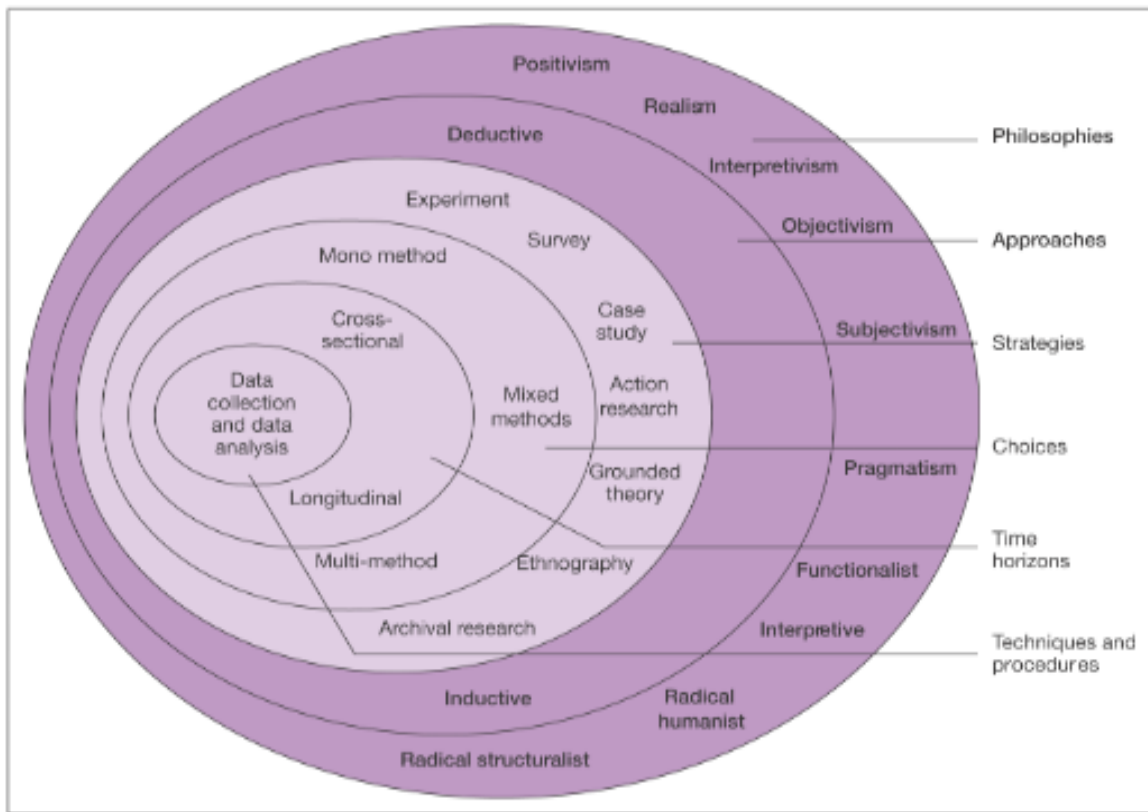 Positivism
Realism
Philosophies
Deductive
Interpretivism
Experiment
Objectivism
Survey
Approaches
Mono method
Case
study
Cross-
sectional
Subjectivism
Strategies
Data
collection
and data
analysis
Mixed
methods
Action
research
Choices
Grounded
theory
Pragmatism
Longitudinal
Time
horizons
Multi-method
Ethnography
Functionalist
Archival research
Interpretive
Techniques and
procedures
Inductive
Radical
humanist
Radical structuralist